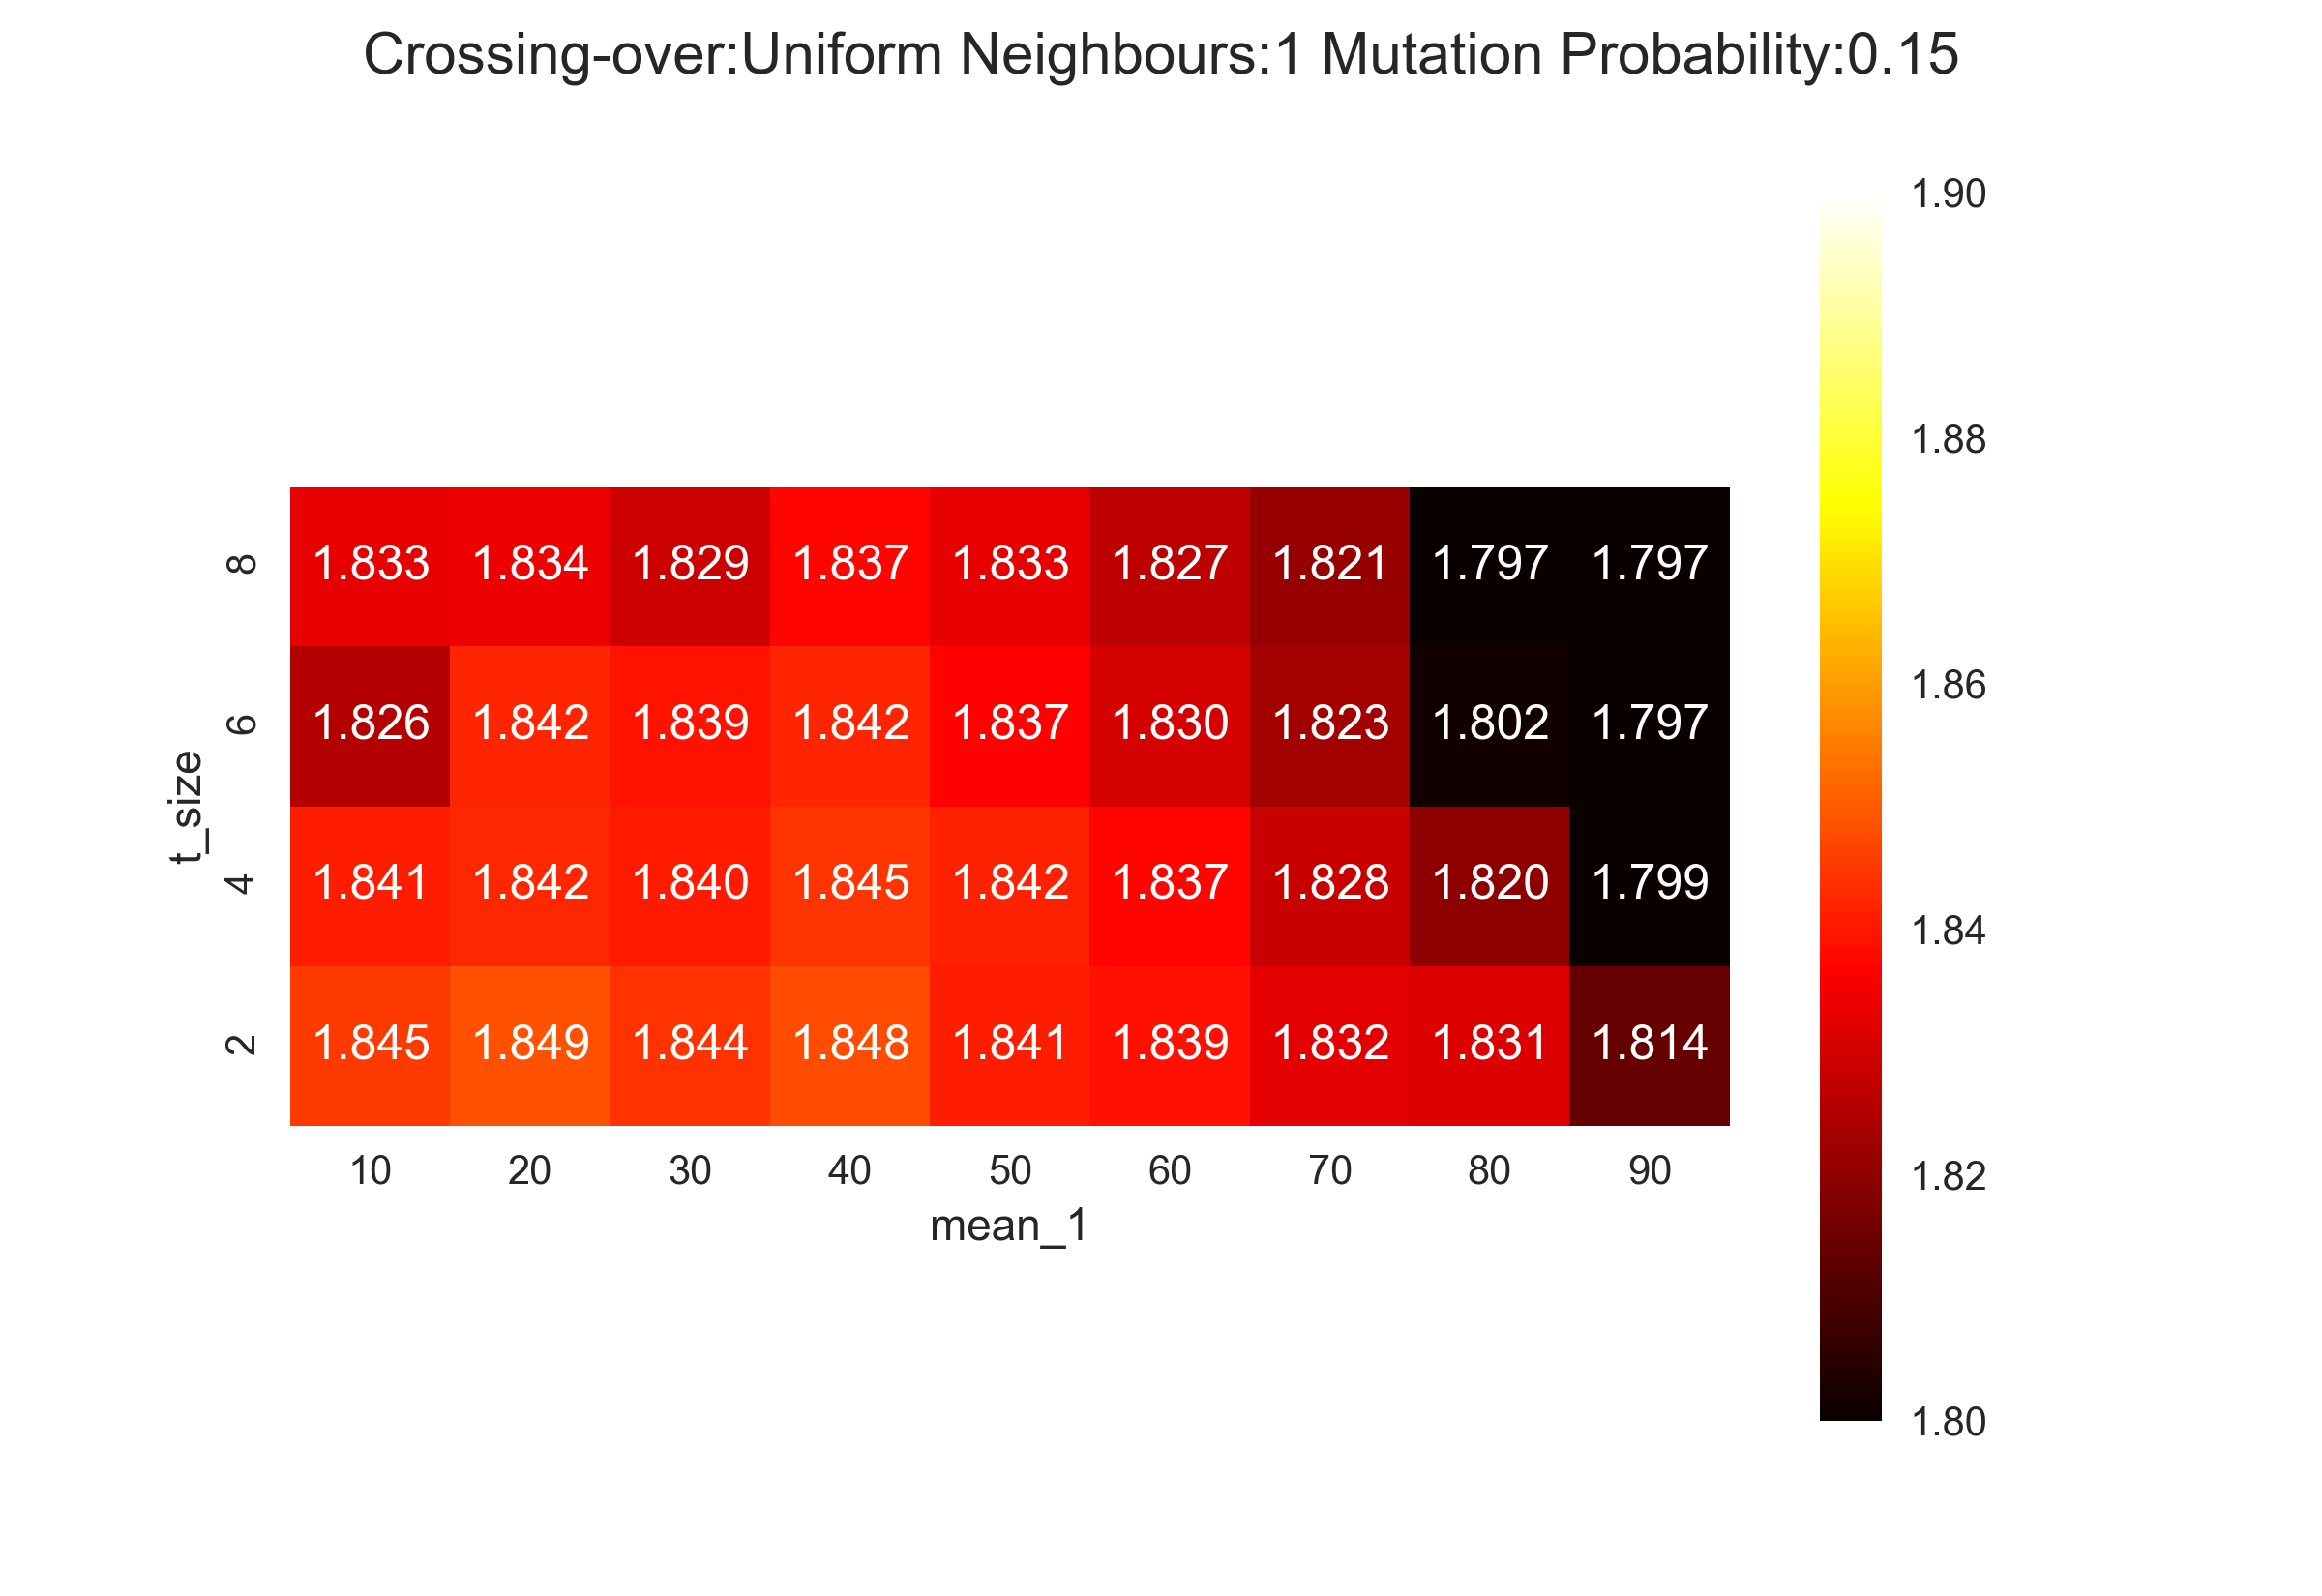 Crossing-over:Uniform Neighbours:1 Mutation Probability:0.15
t_size
8 1.833 1.834 1.829 1.837 1.833 1.827 1.821 1.797 1.797
6 1.826 1.842 1.839 1.842 1.837 1.830 1.823 1.802 1.797
4 1.841 1.842 1.840 1.845 1.842 1.837 1.828 1.820 1.799
2 1.845 1.849 1.844 1.848 1.841 1.839 1.832 1.831 1.814
10 20 30 40 50 60 70 80 90
mean_1
1.90
1.88
1.86
1.84
1.82
1.80